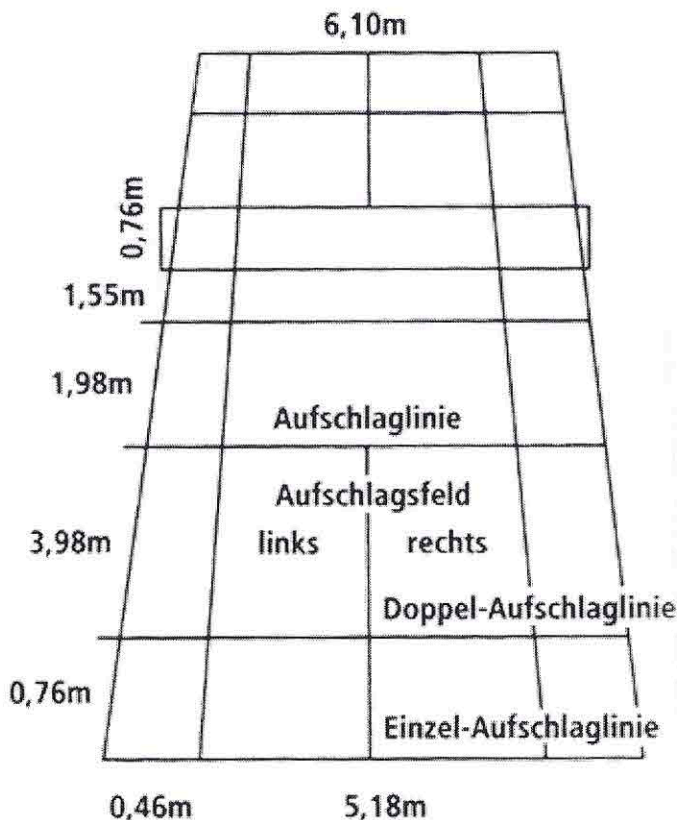 6,10m
0,76m
1,55m
1,98m
Aufschlaglinie
Aufschlagsfeld
3,98m
links rechts
Doppel-Aufschlaglinie
0,76m
Einzel-Aufschlaglinie
0,46m 5,18m